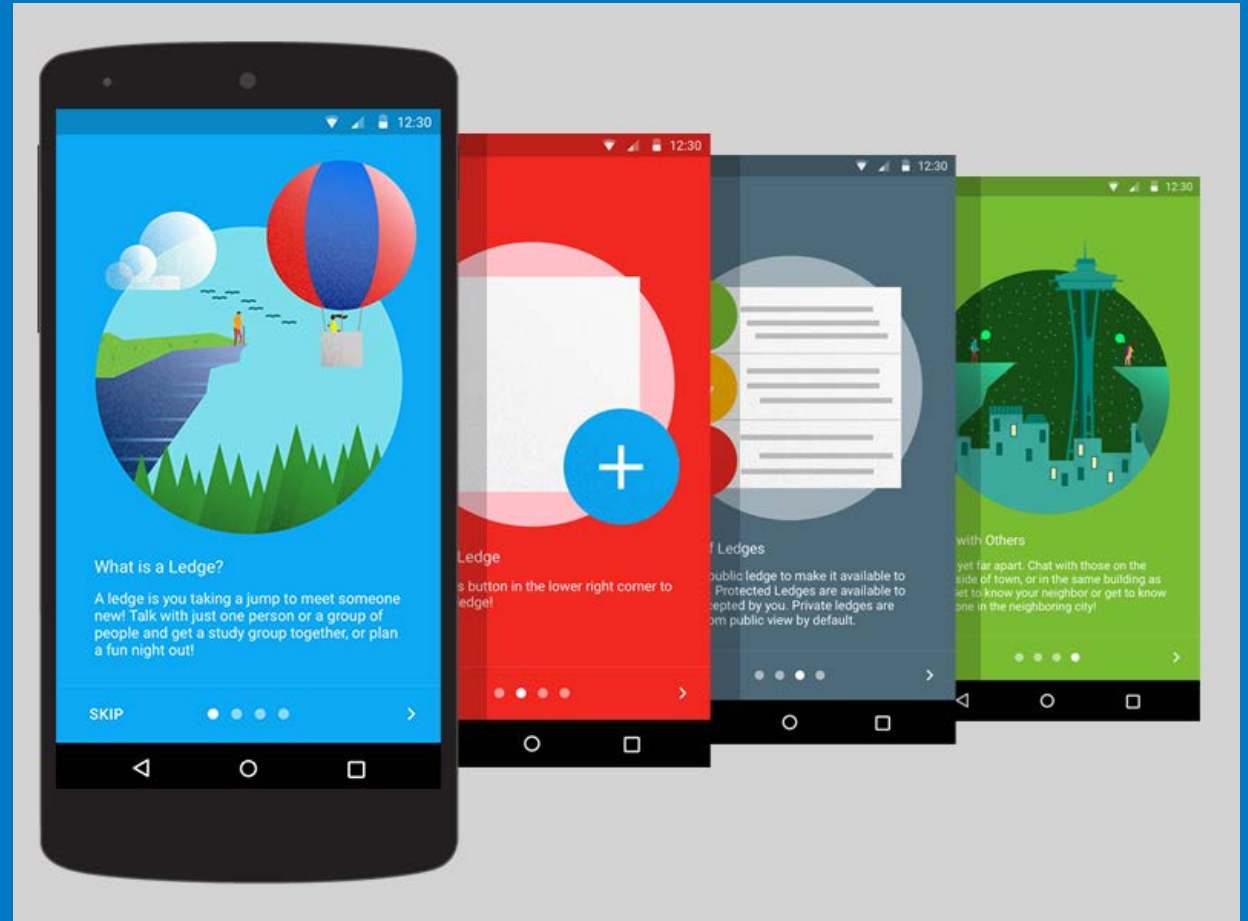 12:30
What is a Ledge?
A ledge is you taking a jump to meet someone
new! Talk with just one person or a group of
people and get a study group together, or plan
a fun night out!
SKIP
12:30
Ledge
button in the lower right corner to
edge!
12:30
Ledges
public ledge to make it available to
Protected Ledges are available to
cepted by you. Private ledges are
om public view by default.
12:30
with Others
yet far apart. Chat with those on the
side of town, or in the same building as
et to know your neighbor or get to know
one in the neighboring city!